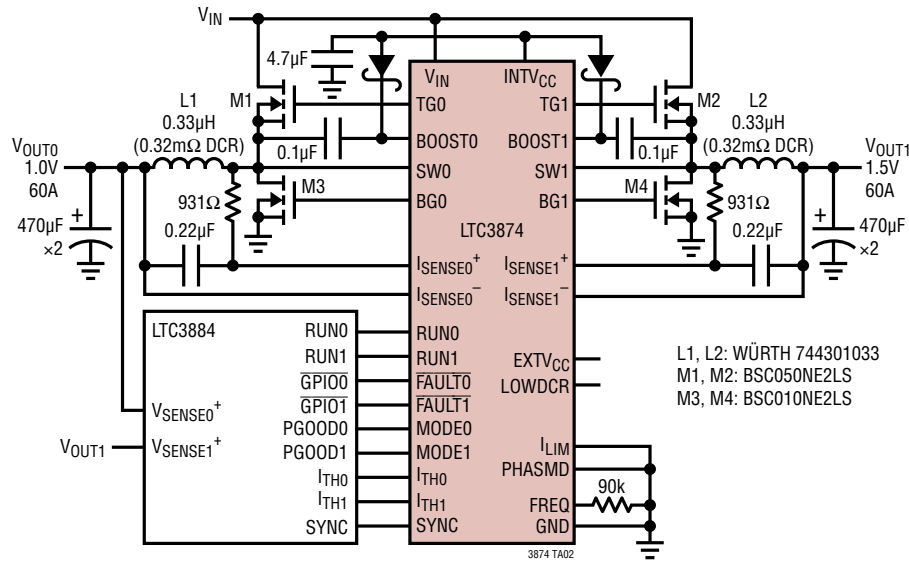 VIN
4.7µF
VIN
INTVCC
L1
0.33µH
(0.32mΩ DCR)
M1
TG0
TG1
M2
L2
0.33µH
(0.32mΩ DCR)
0.1µF
BOOST0
BOOST1
0.1µF
VOUT0
1.0V
60A
SW0
SW1
VOUT1
1.5V
60A
M3
BG0
BG1
M4
931Ω
931Ω
LTC3874
+
470µF
×2
0.22µF
0.22µF
+
470µF
×2
ISENSE0+
ISENSE1+
ISENSE0–
ISENSE1–
LTC3884
RUN0
RUN0
RUN1
RUN1
EXTVCC
GPIO0
FAULT0
LOWDCR
GPIO1
FAULT1
VSENSE0+
PGOOD0
MODE0
VOUT1
VSENSE1+
PGOOD1
MODE1
ILIM
ITH0
ITH0
PHASMD
ITH1
ITH1
90k
FREQ
SYNC
SYNC
GND
L1, L2: WÜRTH 744301033
M1, M2: BSC050NE2LS
M3, M4: BSC010NE2LS
3874 TA02